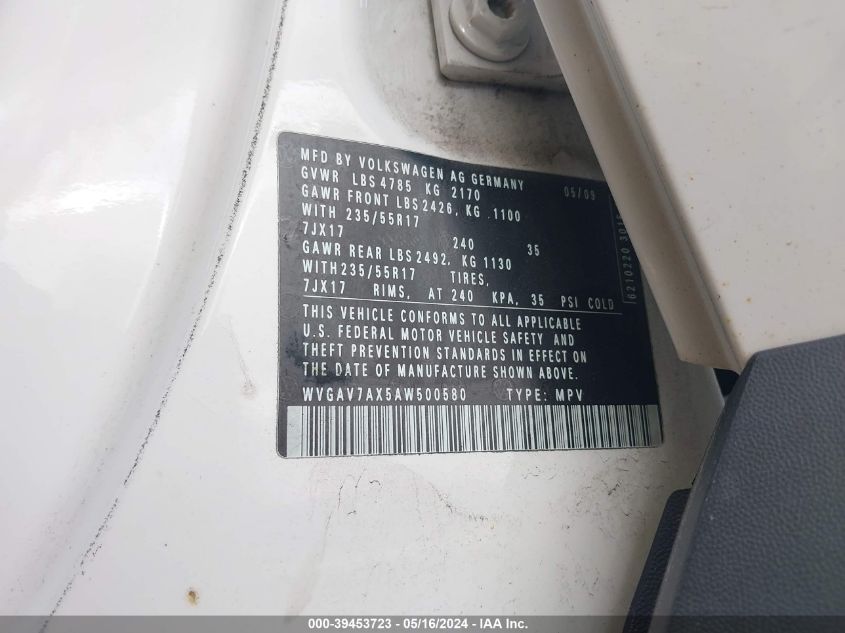 MFD BY VOLKSWAGEN AG GERMANY 05/09
GVWR LBS 4785 KG 2170
GAWR FRONT LBS 2426, KG 1100
WITH 235/55R17
7JX17 240 35
GAWR REAR LBS 2492, KG 1130
WITH 235/55R17 TIRES,
7JX17 RIMS, AT 240 KPA, 35 PSI COLD
THIS VEHICLE CONFORMS TO ALL APPLICABLE
U.S. FEDERAL MOTOR VEHICLE SAFETY AND
THEFT PREVENTION STANDARDS IN EFFECT ON
THE DATE OF MANUFACTURE SHOWN ABOVE.
WVGAV7AX5AW500580 TYPE: MPV
6210220
000-39453723 - 05/16/2024 - IAA Inc.